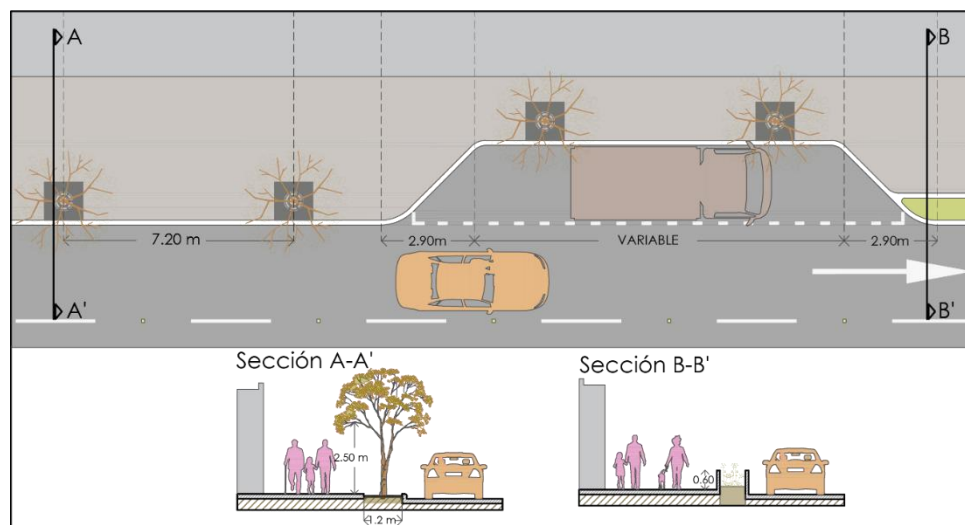 A
B
7.20 m
2.90m
VARIABLE
2.90m
A'
B'
Sección A-A'
Sección B-B'
2.50 m
0.60
1.2 m